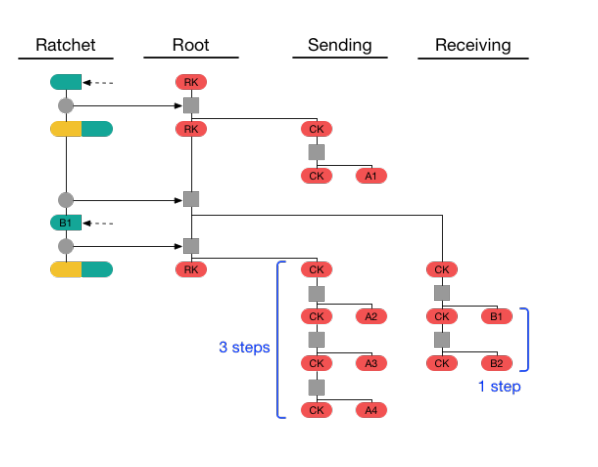 Ratchet Root Sending Receiving
RK
RK CK
CK A1
B1
RK CK CK
CK A2 CK B1
3 steps
CK A3 CK B2
1 step
CK A4